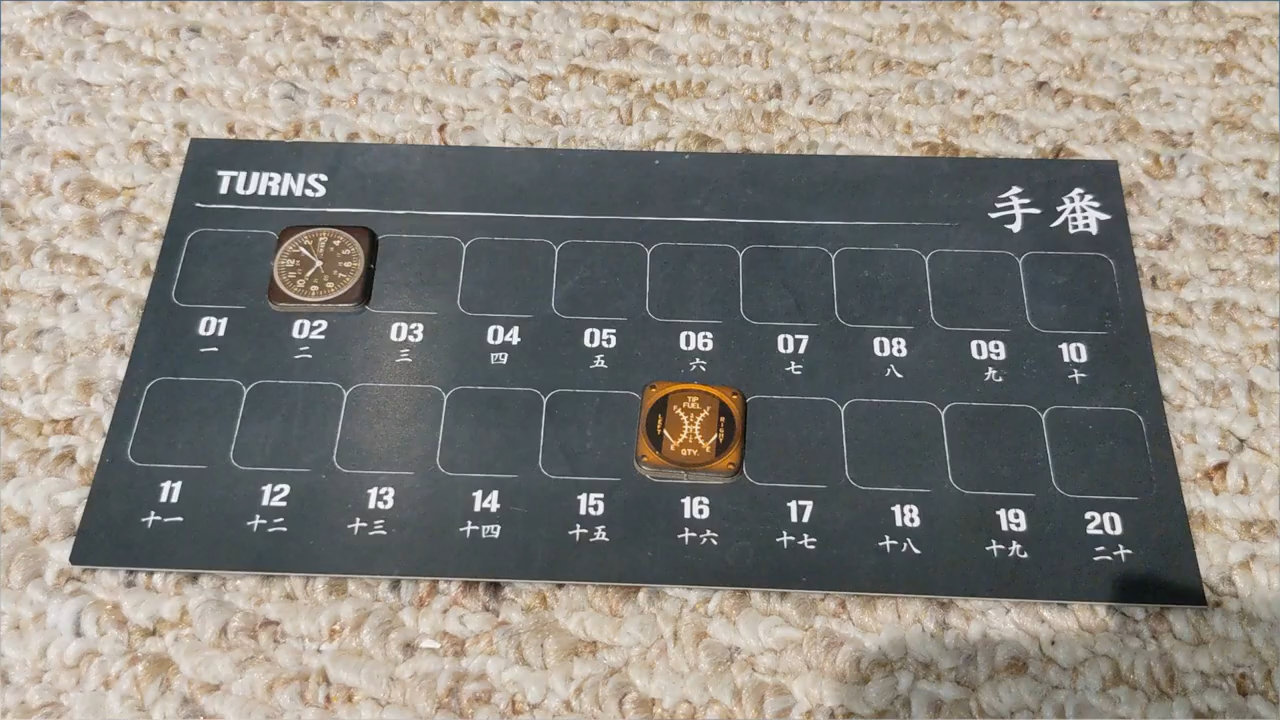 TURNS
手番
01 02 03 04 05 06 07 08 09 10
一 二 三 四 五 六 七 八 九 十
TIP
FUEL
LEFT
RIGHT
E E
QTY.
11 12 13 14 15 16 17 18 19 20
十一 十二 十三 十四 十五 十六 十七 十八 十九 二十